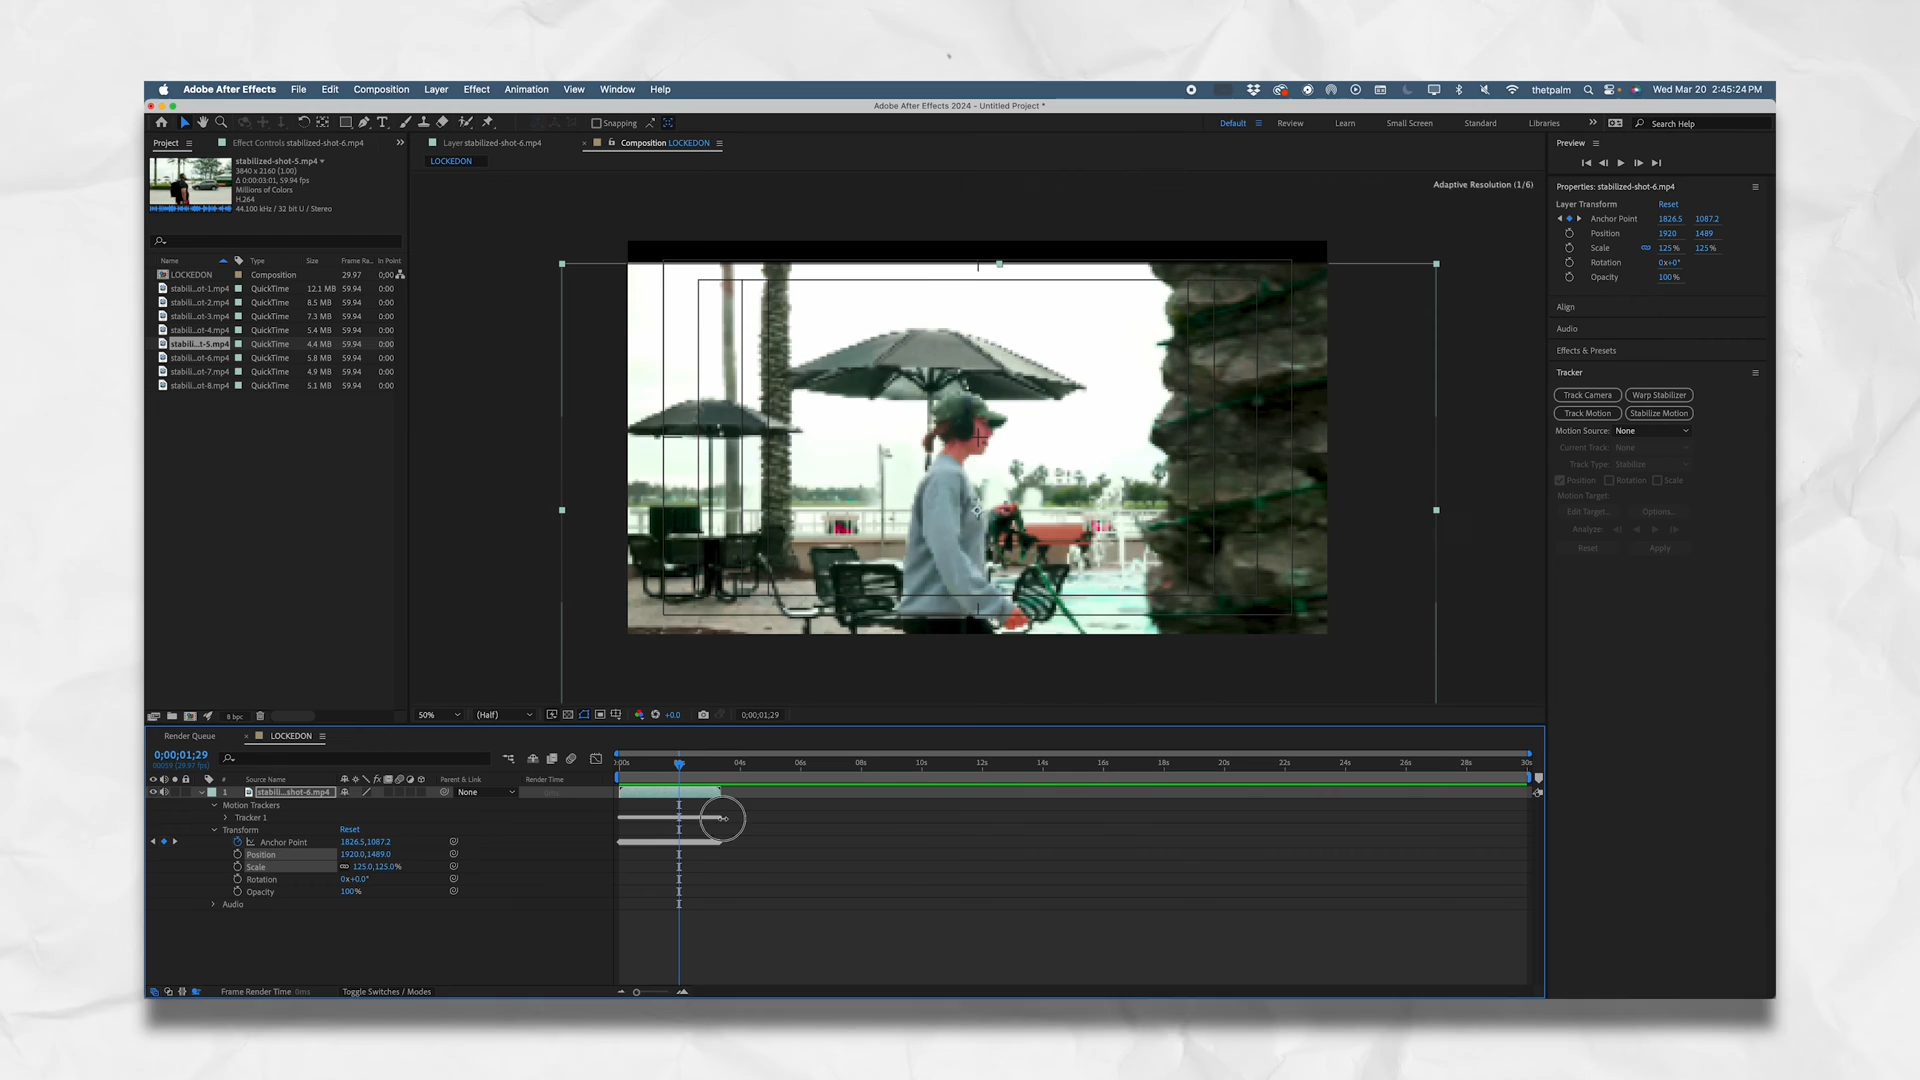 Adobe After Effects File Edit Composition Layer Effect Animation View Window Help thetpalm Wed Mar 20 2:45:24 PM
Adobe After Effects 2024 - Untitled Project *
Snapping Default Review Learn Small Screen Standard Libraries Search Help
Project Effect Controls stabilized-shot-6.mp4 Layer stabilized-shot-6.mp4 Composition LOCKEDON Preview
LOCKEDON
stabilized-shot-5.mp4
3840 x 2160 (1.00)
Δ 0:00:03:01, 59.94 fps
Millions of Colors
H.264
44.100 kHz / 32 bit U / Stereo
Adaptive Resolution (1/6)
Name Type Size Frame Ra.. In Point
LOCKEDON Composition 29.97 0;00
stabili...ot-1.mp4 QuickTime 12.1 MB 59.94 0:00
stabili...ot-2.mp4 QuickTime 8.5 MB 59.94 0:00
stabili...ot-3.mp4 QuickTime 7.3 MB 59.94 0:00
stabili...ot-4.mp4 QuickTime 5.4 MB 59.94 0:00
stabili...t-5.mp4 QuickTime 4.4 MB 59.94 0:00
stabili...ot-6.mp4 QuickTime 5.8 MB 59.94 0:00
stabili...ot-7.mp4 QuickTime 4.9 MB 59.94 0:00
stabili...ot-8.mp4 QuickTime 5.1 MB 59.94 0:00
8 bpc
50% (Half) +0.0 0;00;01;29
Properties: stabilized-shot-6.mp4
Layer Transform Reset
Anchor Point 1826.5 1087.2
Position 1920 1489
Scale 125 % 125 %
Rotation 0x+0°
Opacity 100 %
Align
Audio
Effects & Presets
Tracker
Track Camera Warp Stabilizer
Track Motion Stabilize Motion
Motion Source: None
Current Track: None
Track Type: Stabilize
Position Rotation Scale
Motion Target:
Edit Target... Options...
Analyze:
Reset Apply
Render Queue LOCKEDON
0;00;01;29
00059 (29.97 fps)
:00s 04s 06s 08s 10s 12s 14s 16s 18s 20s 22s 24s 26s 28s 30s
# Source Name fx Parent & Link Render Time
1 stabili...shot-6.mp4 None
Motion Trackers
Tracker 1
Transform Reset
Anchor Point 1826.5,1087.2
Position 1920.0,1489.0
Scale 125.0,125.0%
Rotation 0x+0.0°
Opacity 100%
Audio
Frame Render Time 0ms Toggle Switches / Modes